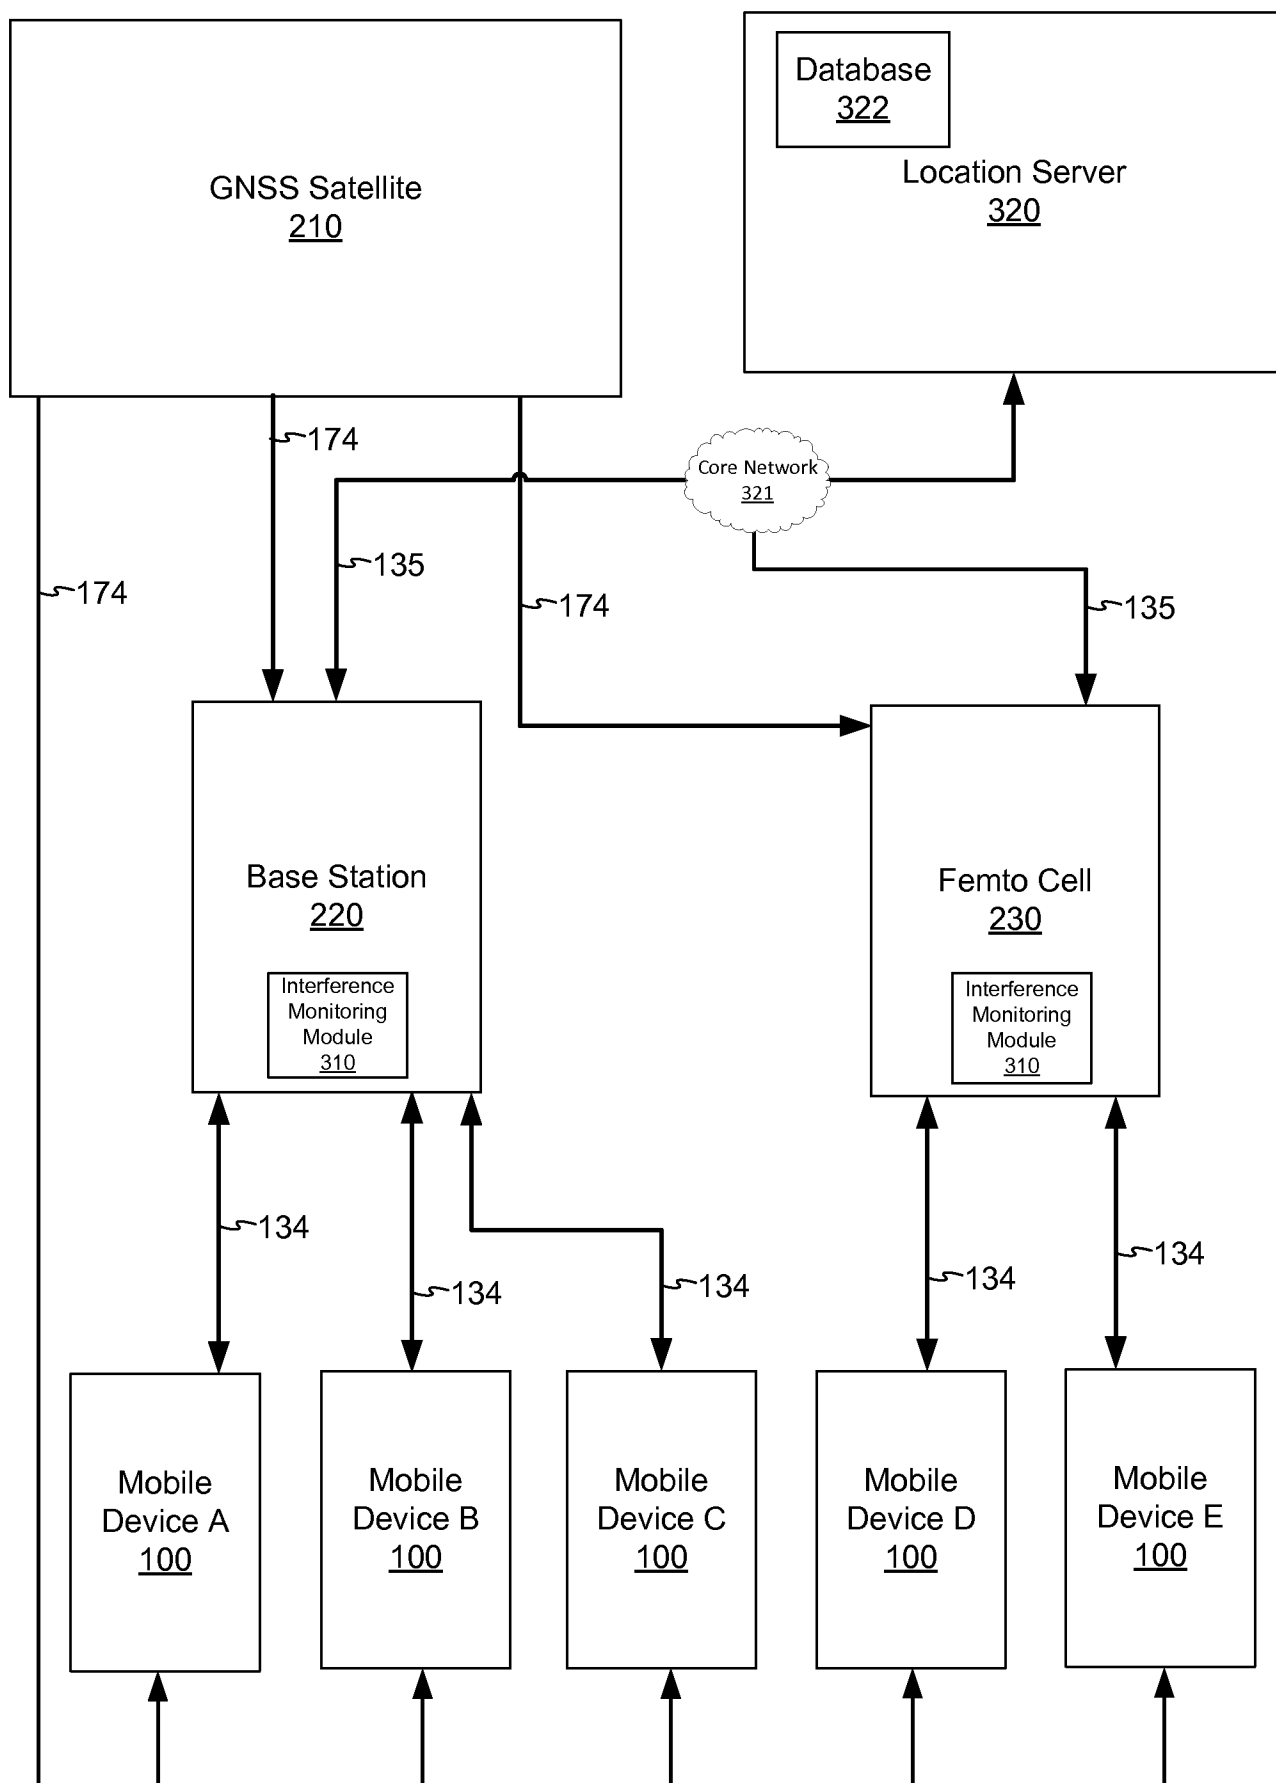 Database
322
GNSS Satellite
210
Location Server
320
174
Core Network
321
135
174
174
135
Base Station
220
Femto Cell
230
Interference
Monitoring
Module
310
Interference
Monitoring
Module
310
134
134
134
134
134
Mobile
Device A
100
Mobile
Device B
100
Mobile
Device C
100
Mobile
Device D
100
Mobile
Device E
100